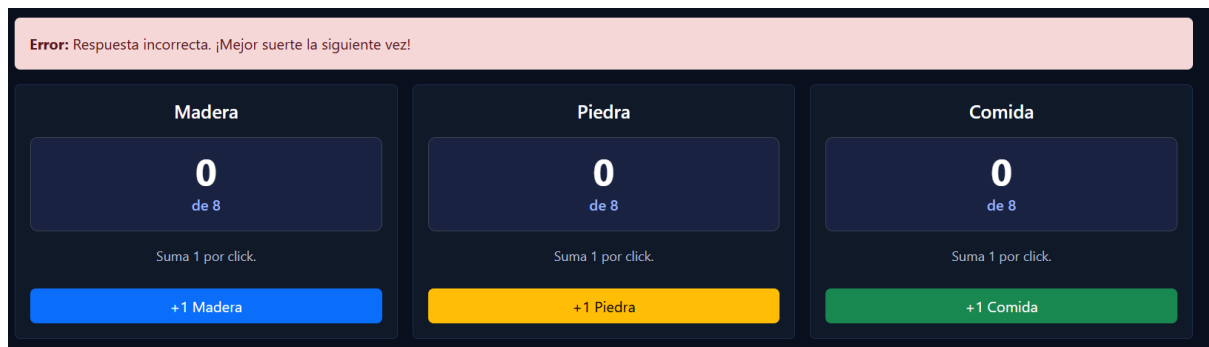 Error: Respuesta incorrecta. ¡Mejor suerte la siguiente vez!
Madera
0
de 8
Suma 1 por click.
+1 Madera
Piedra
0
de 8
Suma 1 por click.
+1 Piedra
Comida
0
de 8
Suma 1 por click.
+1 Comida